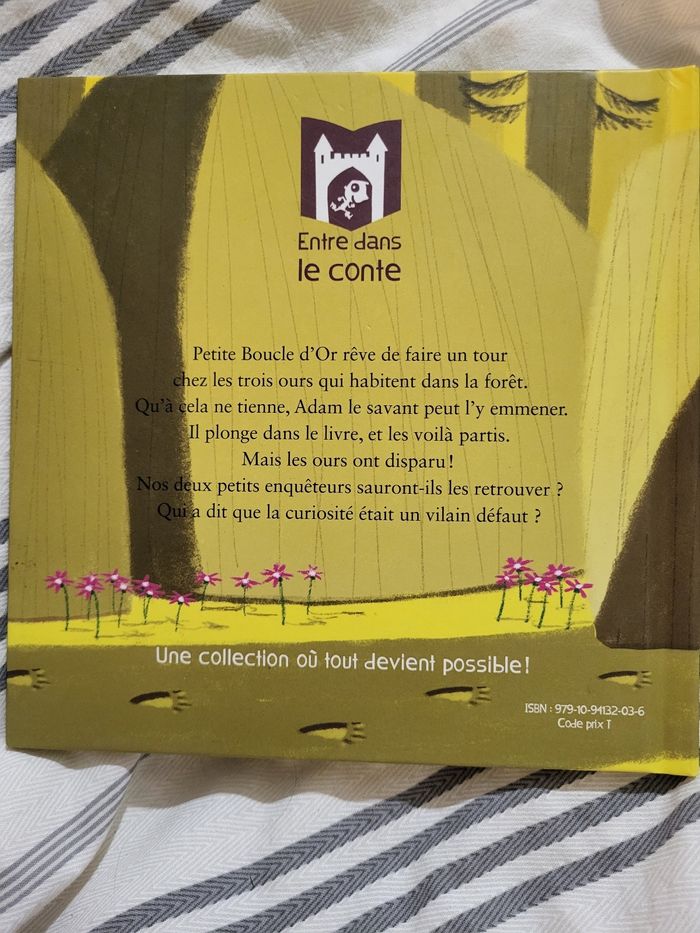 Entre dans
le conte
Petite Boucle d'Or rêve de faire un tour
chez les trois ours qui habitent dans la forêt.
Qu'à cela ne tienne, Adam le savant peut l'y emmener.
Il plonge dans le livre, et les voilà partis.
Mais les ours ont disparu !
Nos deux petits enquêteurs sauront-ils les retrouver ?
Qui a dit que la curiosité était un vilain défaut ?
Une collection où tout devient possible !
ISBN : 979-10-94132-03-6
Code prix T